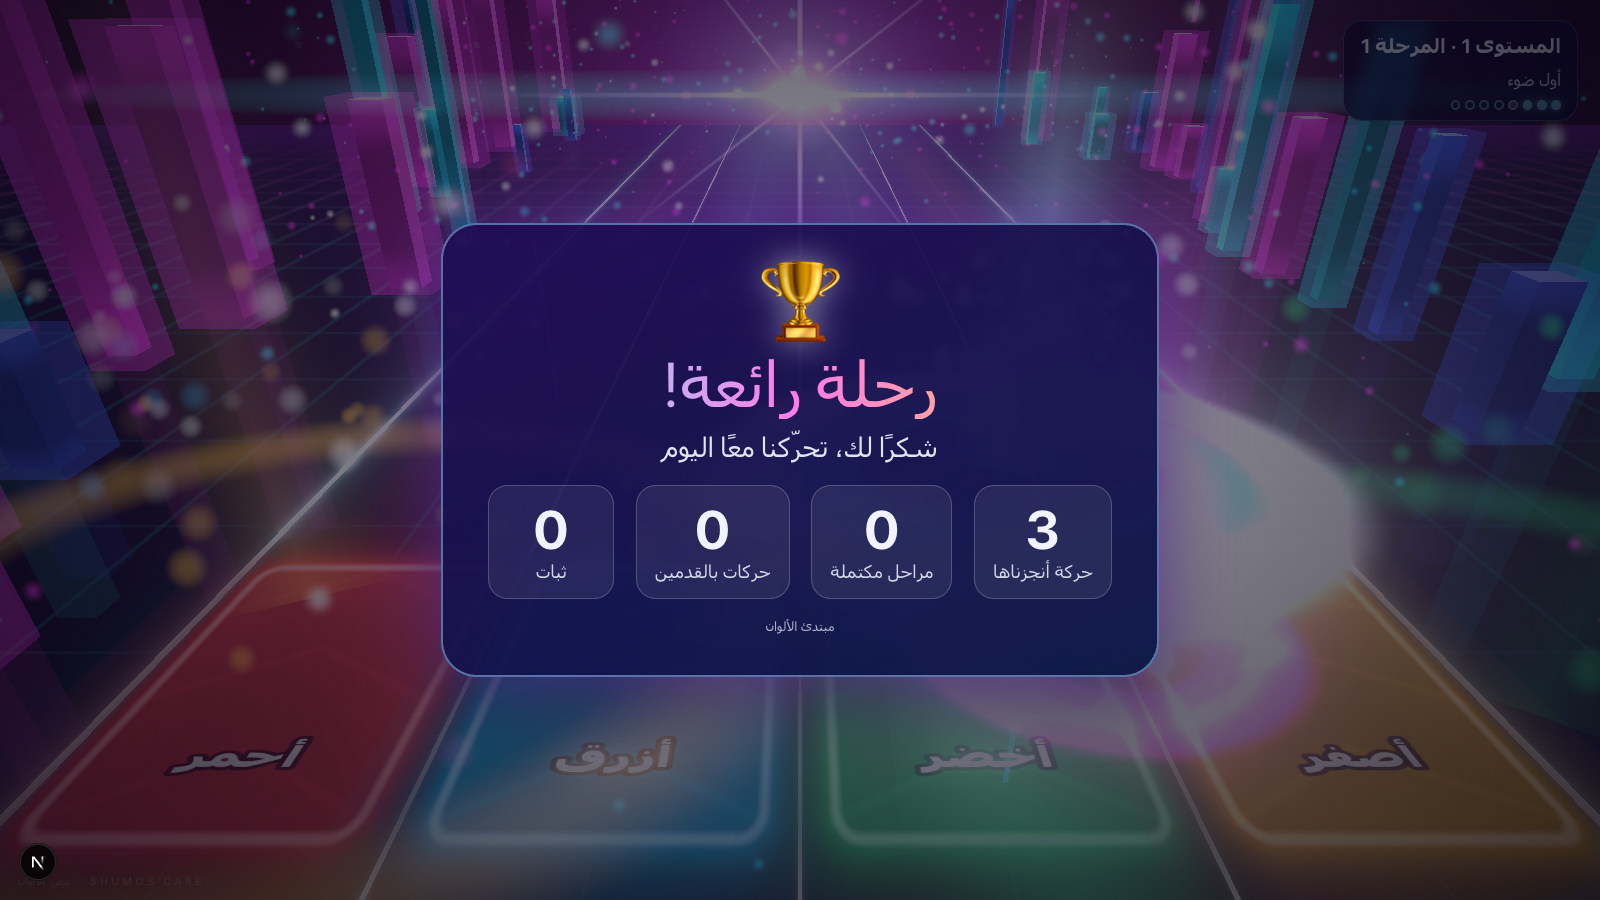 المستوى 1 · المرحلة 1
أول ضوء
رحلة رائعة!
شكرًا لك، تحرّكنا معًا اليوم
3
حركة أنجزناها
0
مراحل مكتملة
0
حركات بالقدمين
0
ثبات
مبتدئ الألوان
أحمر
أزرق
أخضر
أصفر
N
SHUMOS CARE